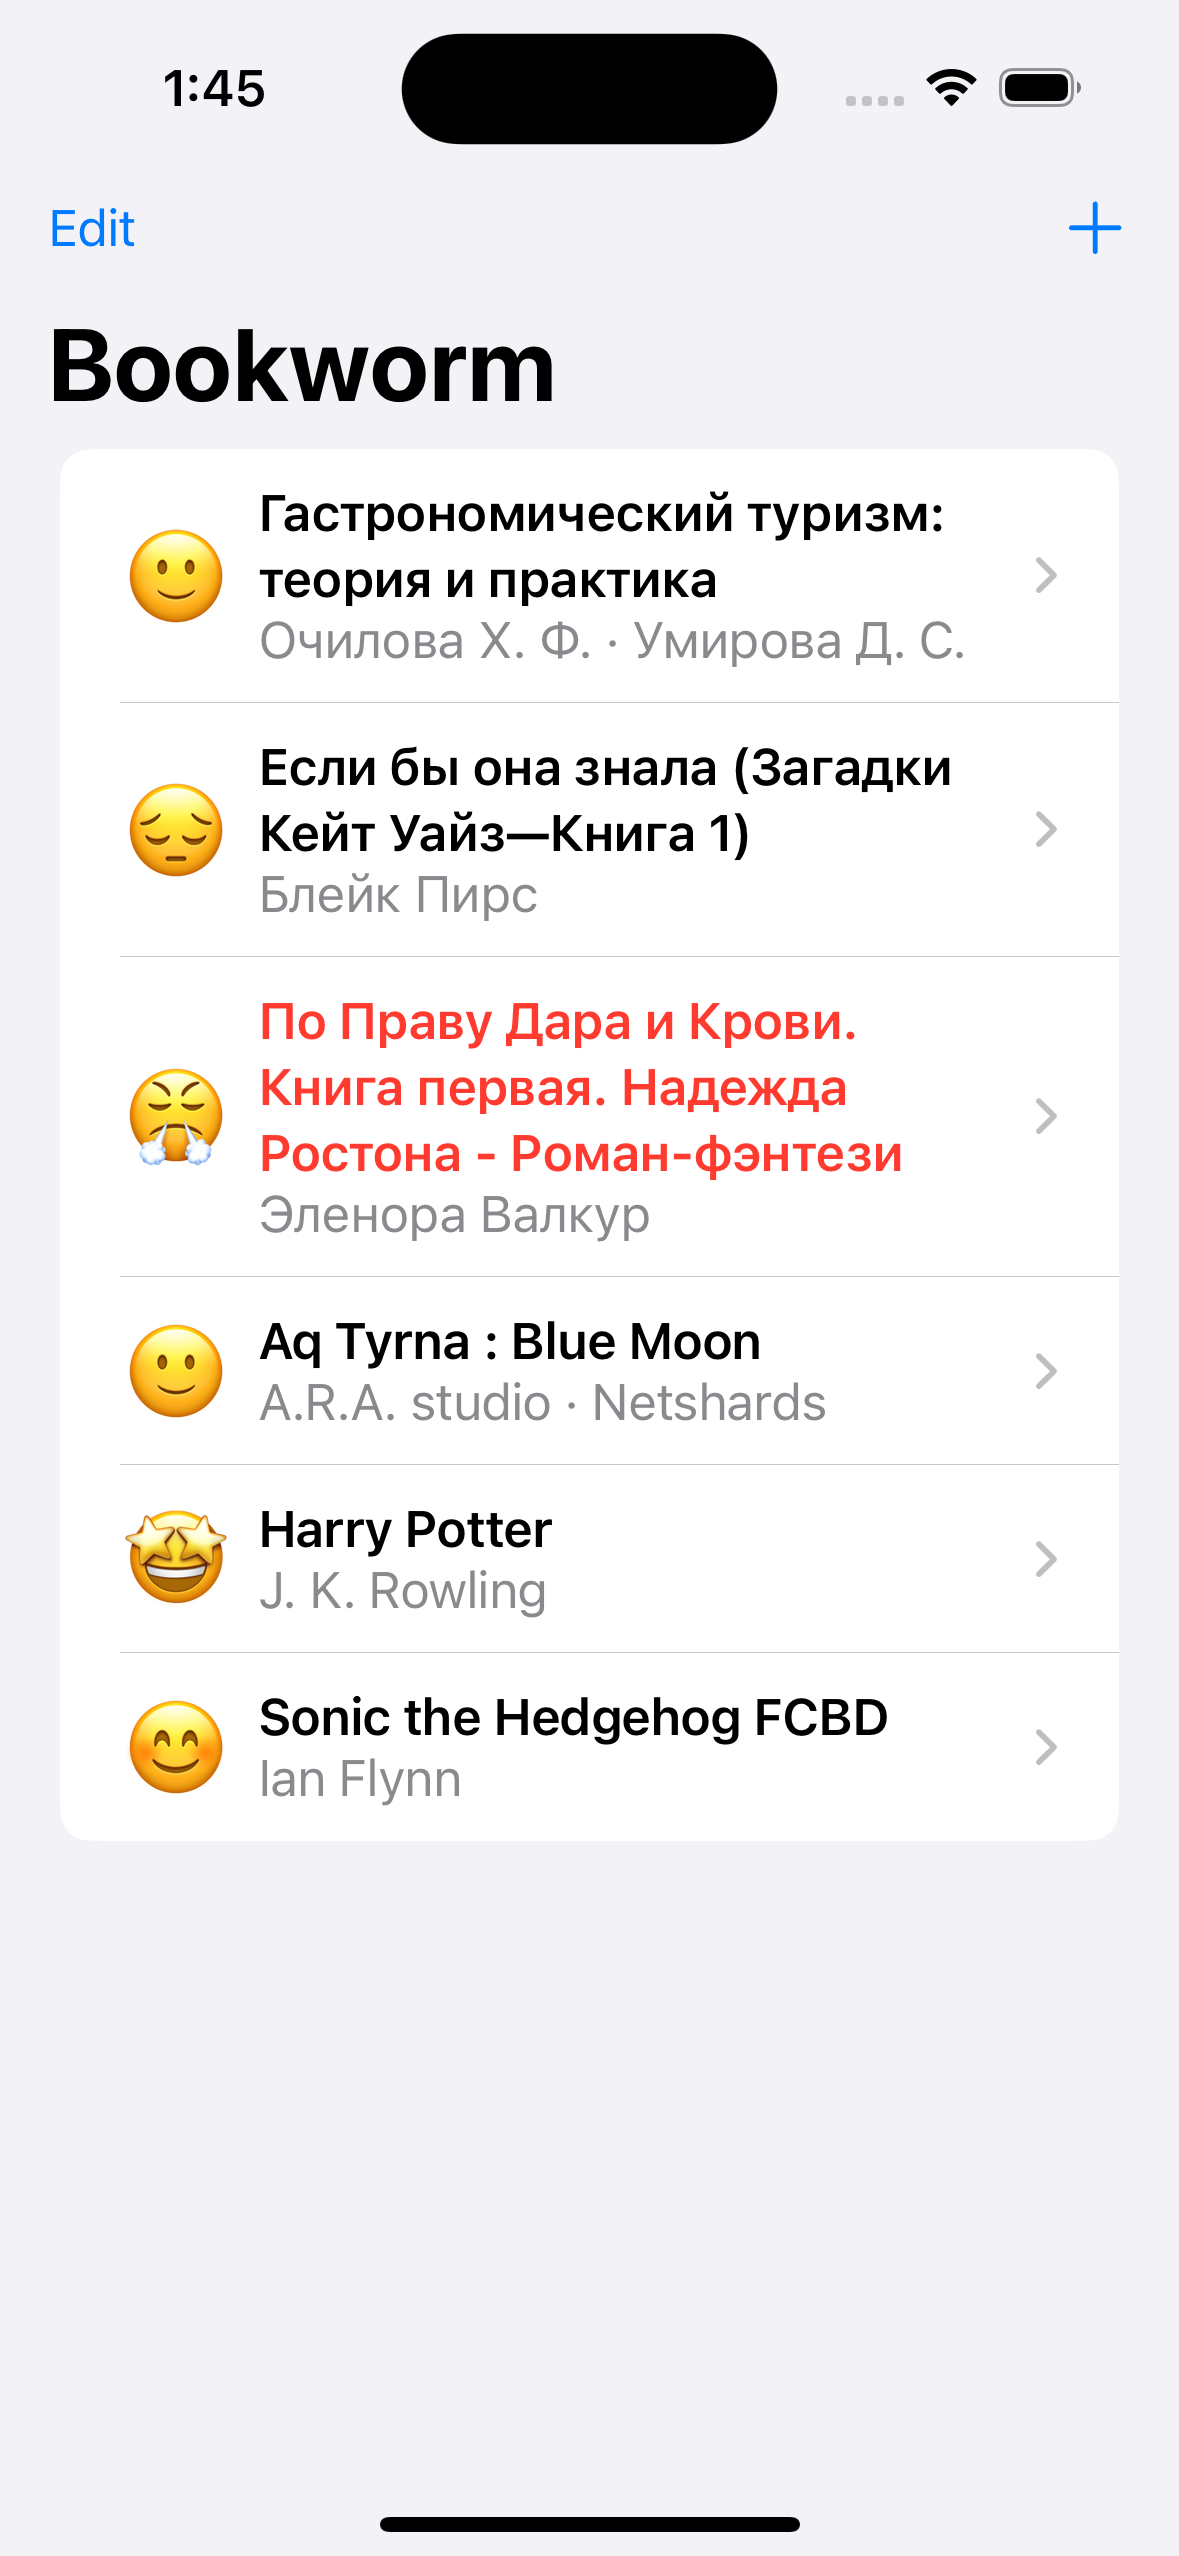 1:45
Edit
Bookworm
Гастрономический туризм:
теория и практика
Очилова Х. Ф. · Умирова Д. С.
Если бы она знала (Загадки
Кейт Уайз—Книга 1)
Блейк Пирс
По Праву Дара и Крови.
Книга первая. Надежда
Ростона - Роман-фэнтези
Эленора Валкур
Aq Tyrna : Blue Moon
A.R.A. studio · Netshards
Harry Potter
J. K. Rowling
Sonic the Hedgehog FCBD
Ian Flynn